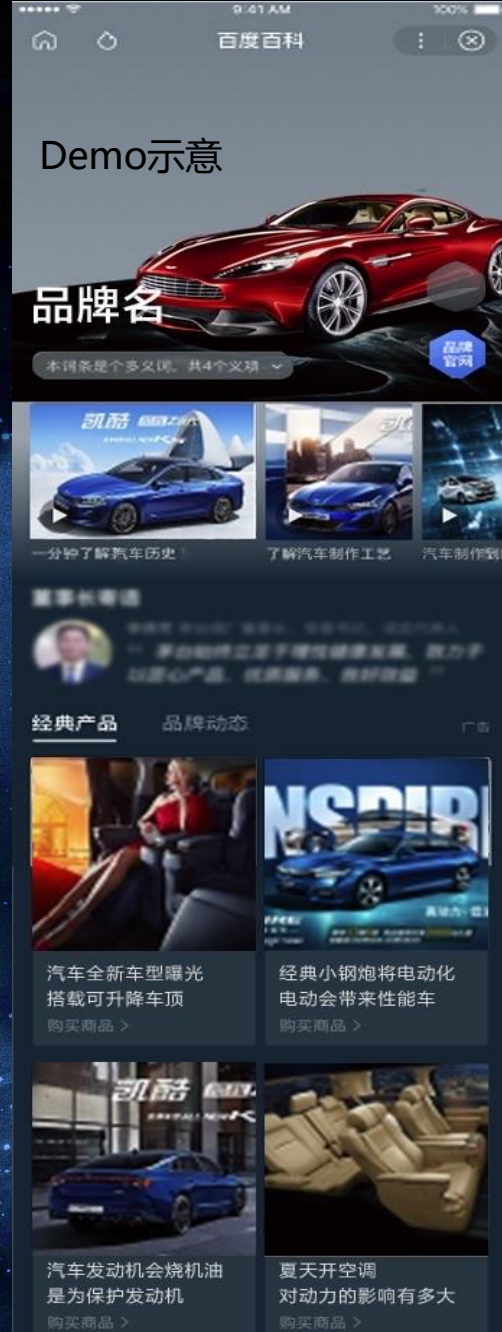 9:41 AM
100%
百度百科
Demo示意
品牌名
品牌
官网
本词条是个多义词，共4个义项
凯酷
一分钟了解汽车历史
了解汽车制作工艺
汽车制作到
董事长寄语
经典产品
品牌动态
广告
NSPIRE
汽车全新车型曝光
搭载可升降车顶
购买商品 >
经典小钢炮将电动化
电动会带来性能车
购买商品 >
凯酷
汽车发动机会烧机油
是为保护发动机
购买商品 >
夏天开空调
对动力的影响有多大
购买商品 >